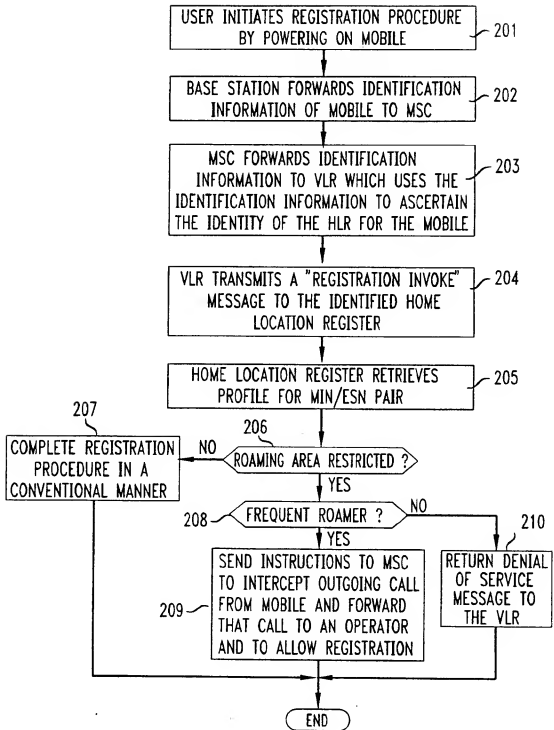 USER INITIATES REGISTRATION PROCEDURE
BY POWERING ON MOBILE
201
BASE STATION FORWARDS IDENTIFICATION
INFORMATION OF MOBILE TO MSC
202
MSC FORWARDS IDENTIFICATION
INFORMATION TO VLR WHICH USES THE
IDENTIFICATION INFORMATION TO ASCERTAIN
THE IDENTITY OF THE HLR FOR THE MOBILE
203
VLR TRANSMITS A "REGISTRATION INVOKE"
MESSAGE TO THE IDENTIFIED HOME
LOCATION REGISTER
204
HOME LOCATION REGISTER RETRIEVES
PROFILE FOR MIN/ESN PAIR
205
206
ROAMING AREA RESTRICTED ?
NO
YES
207
COMPLETE REGISTRATION
PROCEDURE IN A
CONVENTIONAL MANNER
208
FREQUENT ROAMER ?
NO
YES
209
SEND INSTRUCTIONS TO MSC
TO INTERCEPT OUTGOING CALL
FROM MOBILE AND FORWARD
THAT CALL TO AN OPERATOR
AND TO ALLOW REGISTRATION
210
RETURN DENIAL
OF SERVICE
MESSAGE TO
THE VLR
END